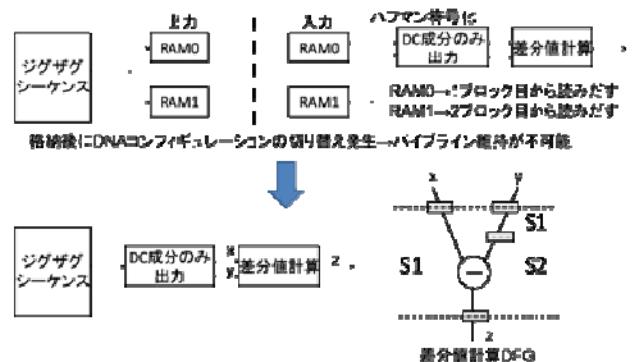 出力 入力 ハフマン符号化
ジグザグ
シーケンス
RAM0 RAM0 DC成分のみ
出力
差分値計算
RAM1 RAM1
RAM0→1ブロック目から読みだす
RAM1→2ブロック目から読みだす
格納後にDNAコンフィギュレーションの切り替え発生→パイプライン維持が不可能
ジグザグ
シーケンス
DC成分のみ
出力
x
y
差分値計算
z
x y
S1
S1 S2
−
z
差分値計算DFG